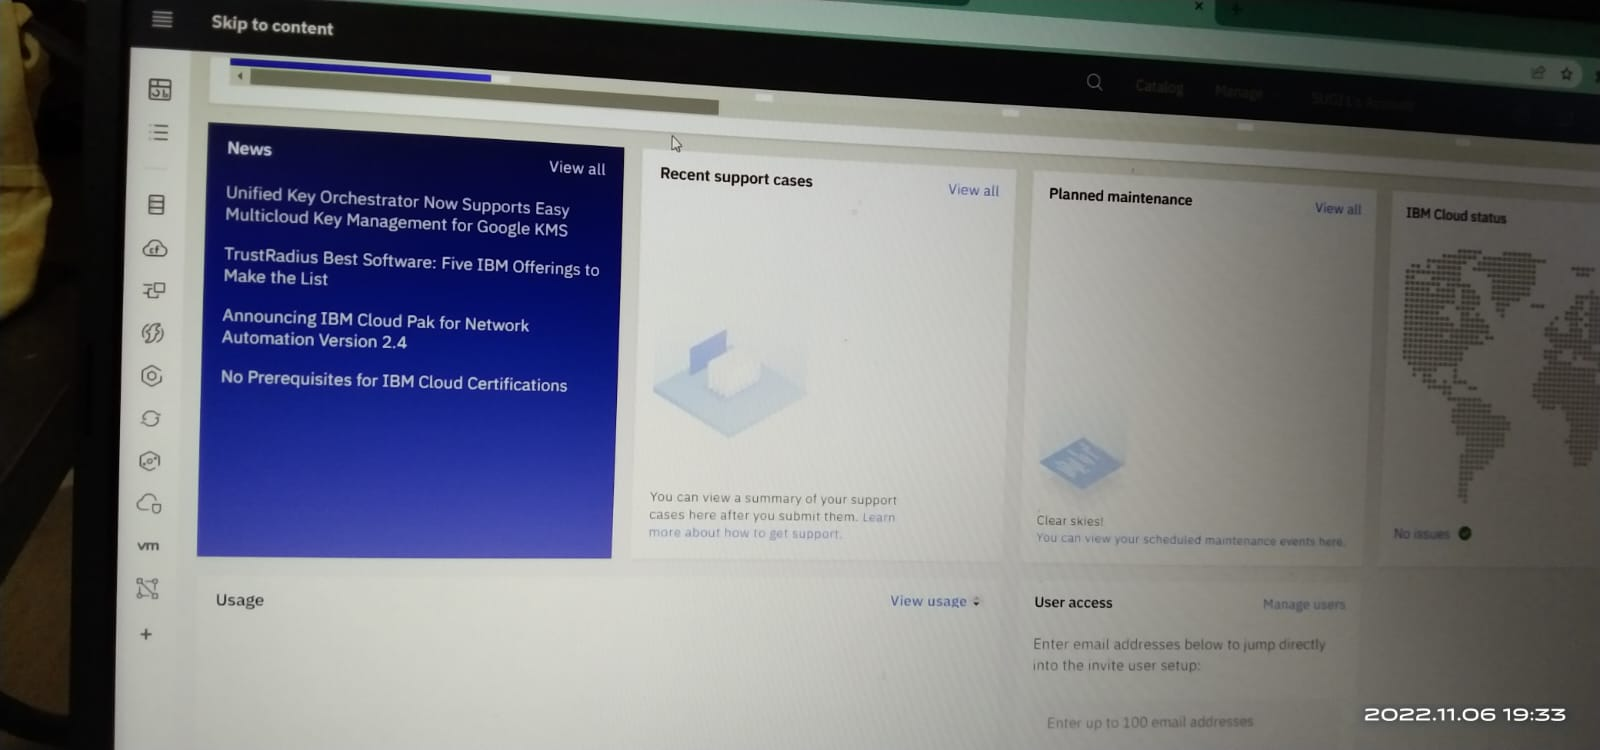 Skip to content
Catalog
Manage
News
View all
Unified Key Orchestrator Now Supports Easy
Multicloud Key Management for Google KMS
TrustRadius Best Software: Five IBM Offerings to
Make the List
Announcing IBM Cloud Pak for Network
Automation Version 2.4
No Prerequisites for IBM Cloud Certifications
Recent support cases
View all
You can view a summary of your support
cases here after you submit them. Learn
more about how to get support.
Planned maintenance
View all
Clear skies!
You can view your scheduled maintenance events here.
IBM Cloud status
No issues
cf
vm
Usage
View usage
User access
Manage users
Enter email addresses below to jump directly
into the invite user setup:
Enter up to 100 email addresses
2022.11.06 19:33